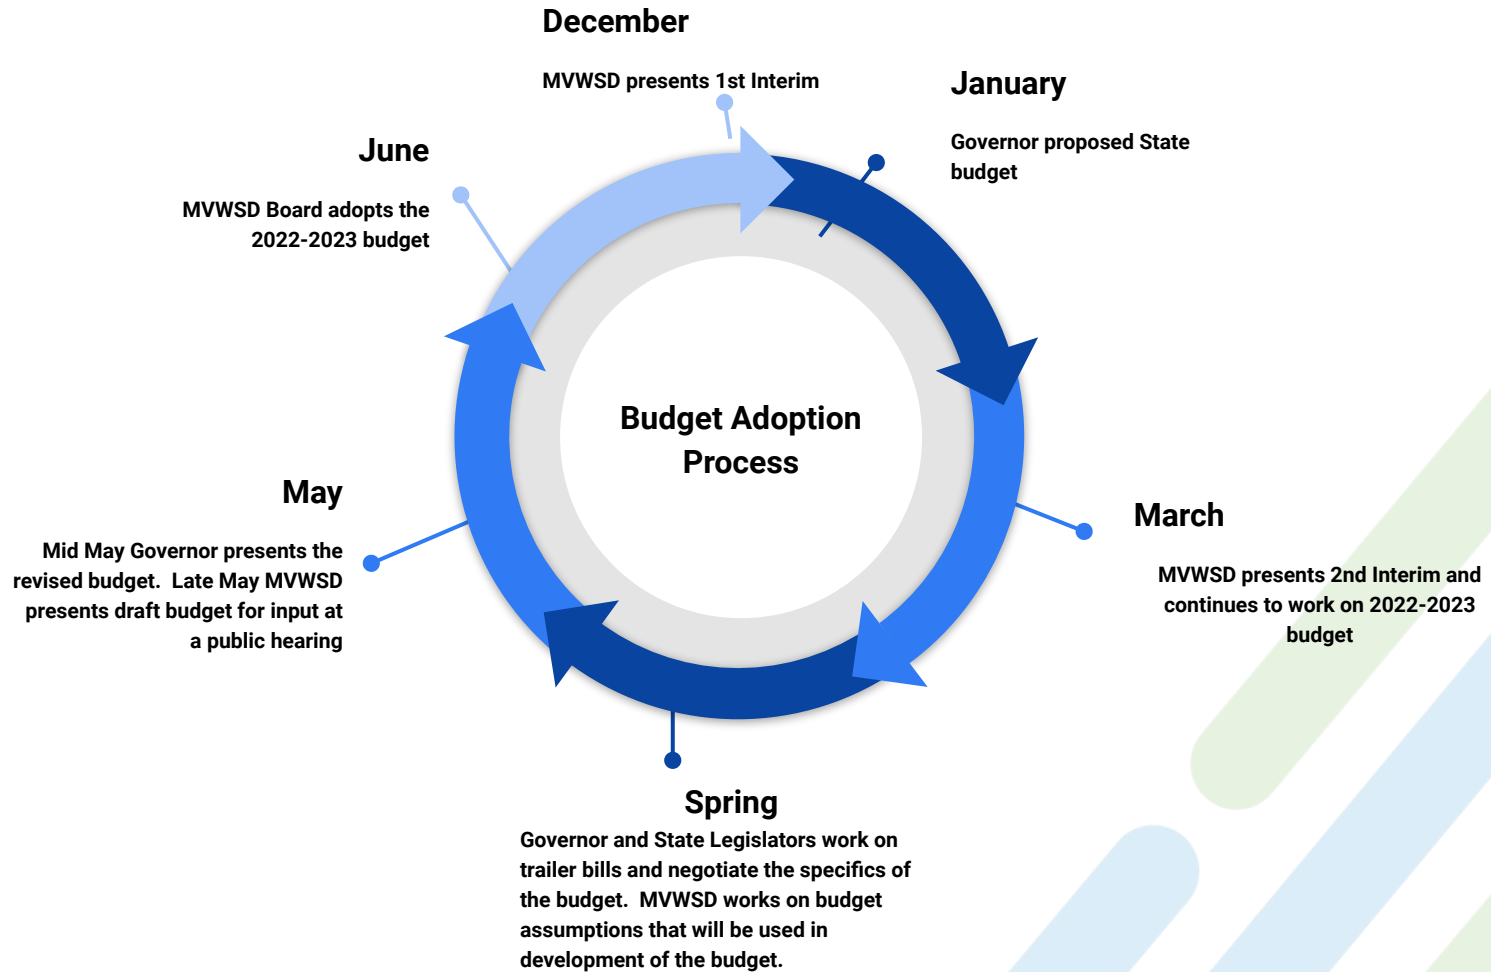 December
MVWSD presents 1st Interim
January
Governor proposed State
budget
March
MVWSD presents 2nd Interim and
continues to work on 2022-2023
budget
Spring
Governor and State Legislators work on
trailer bills and negotiate the specifics of
the budget.  MVWSD works on budget
assumptions that will be used in
development of the budget.
May
Mid May Governor presents the
revised budget.  Late May MVWSD
presents draft budget for input at
a public hearing
June
MVWSD Board adopts the
2022-2023 budget
Budget Adoption
Process